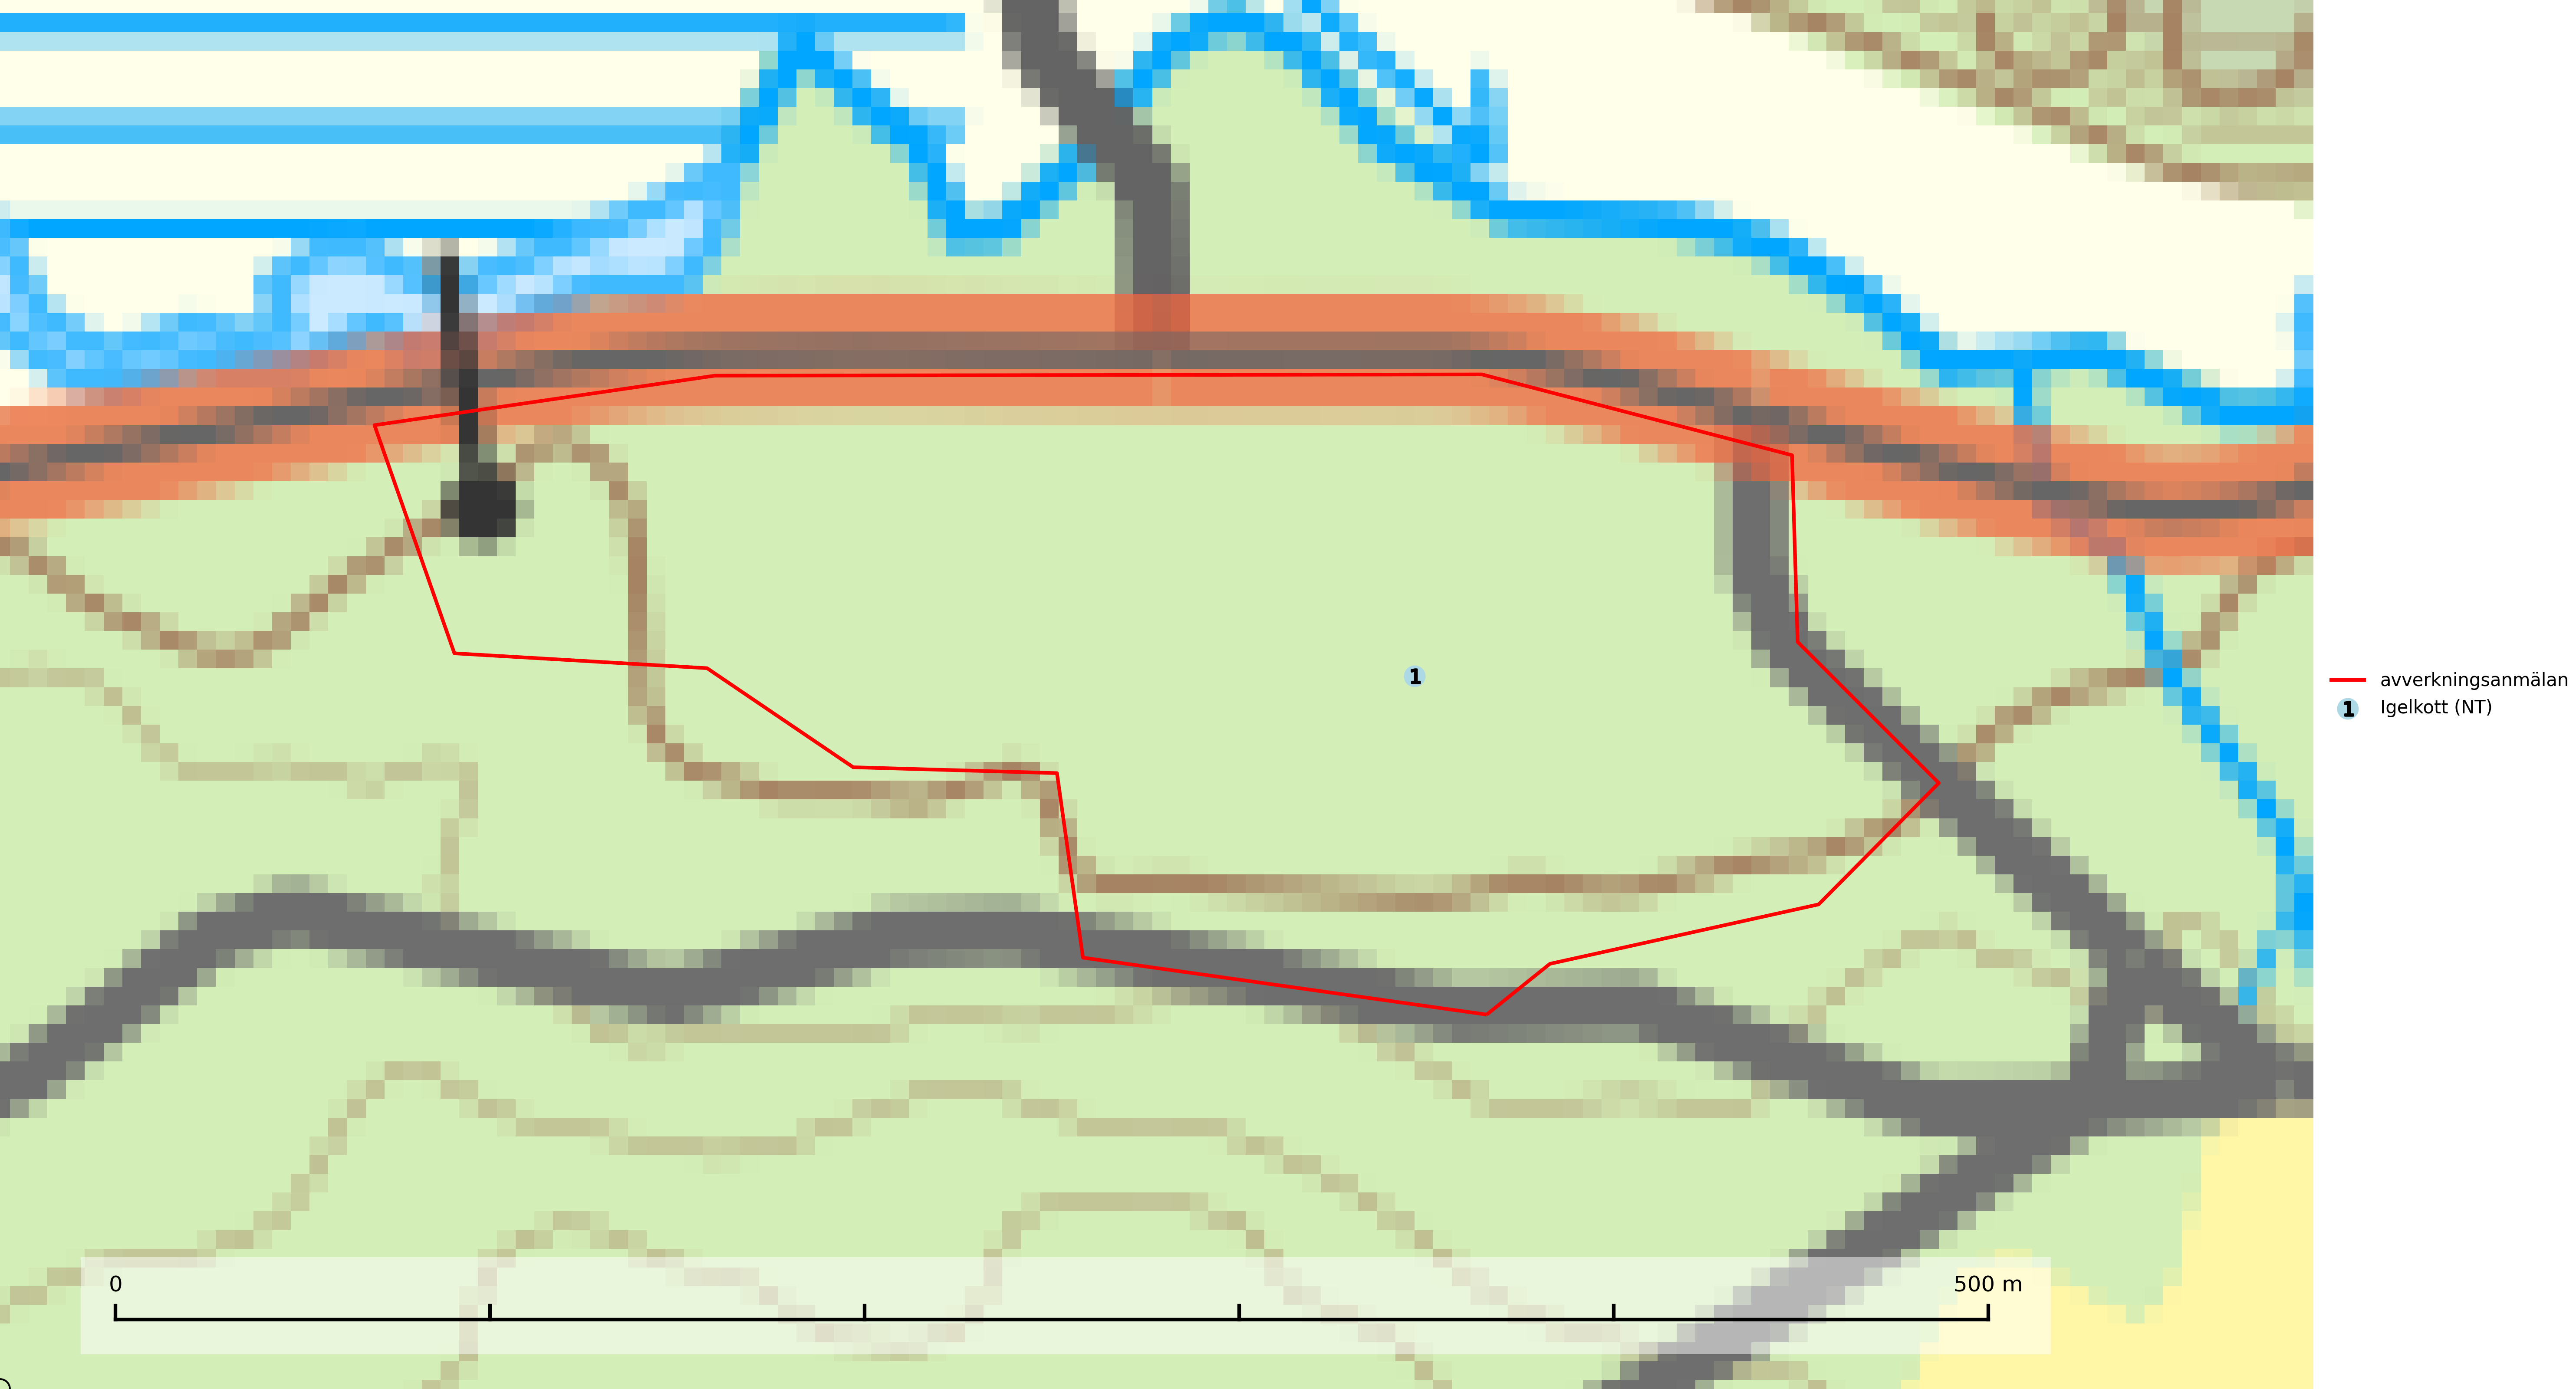 1
avverkningsanmälan
1 Igelkott (NT)
0 500 m